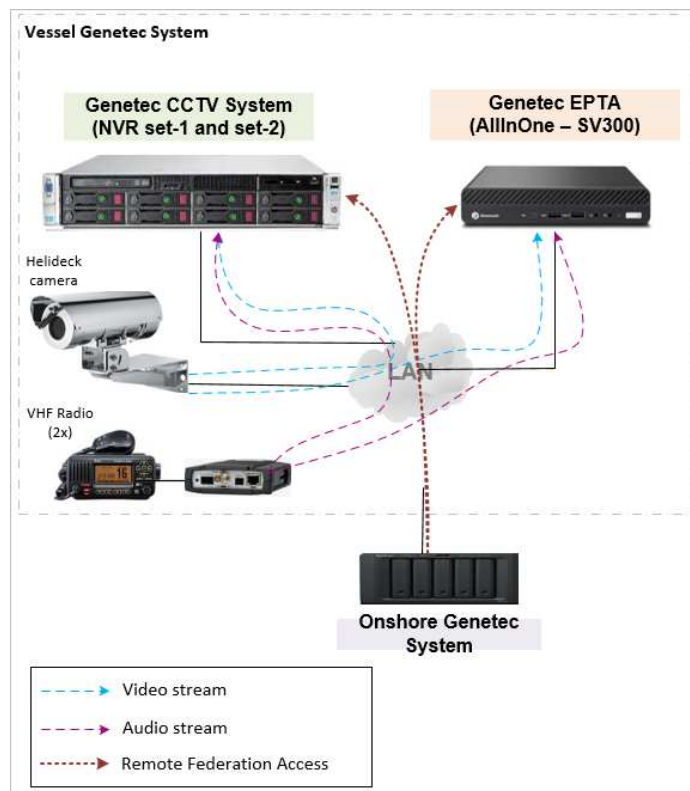 Vessel Genetec System
Genetec CCTV System
(NVR set-1 and set-2)
Genetec EPTA
(AllInOne – SV300)
Helideck
camera
LAN
VHF Radio
(2x)
16
Onshore Genetec
System
Video stream
Audio stream
Remote Federation Access